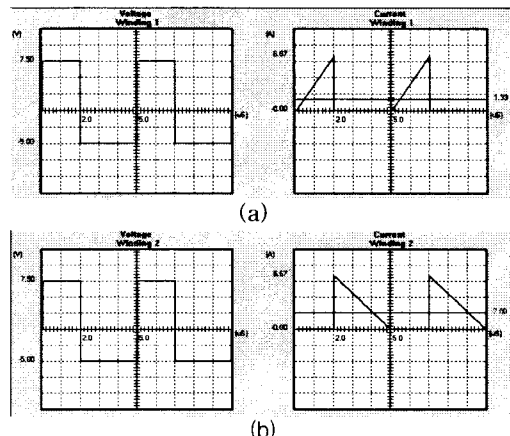 Voltage
Winding 1
(V)
7.50
-5.00
2.0
5.0
(uS)
Current
Winding 1
(A)
6.67
-0.00
1.33
2.0
5.0
(uS)
(a)
Voltage
Winding 2
(V)
7.50
-5.00
2.0
5.0
(uS)
Current
Winding 2
(A)
6.67
-0.00
2.00
2.0
5.0
(uS)
(b)